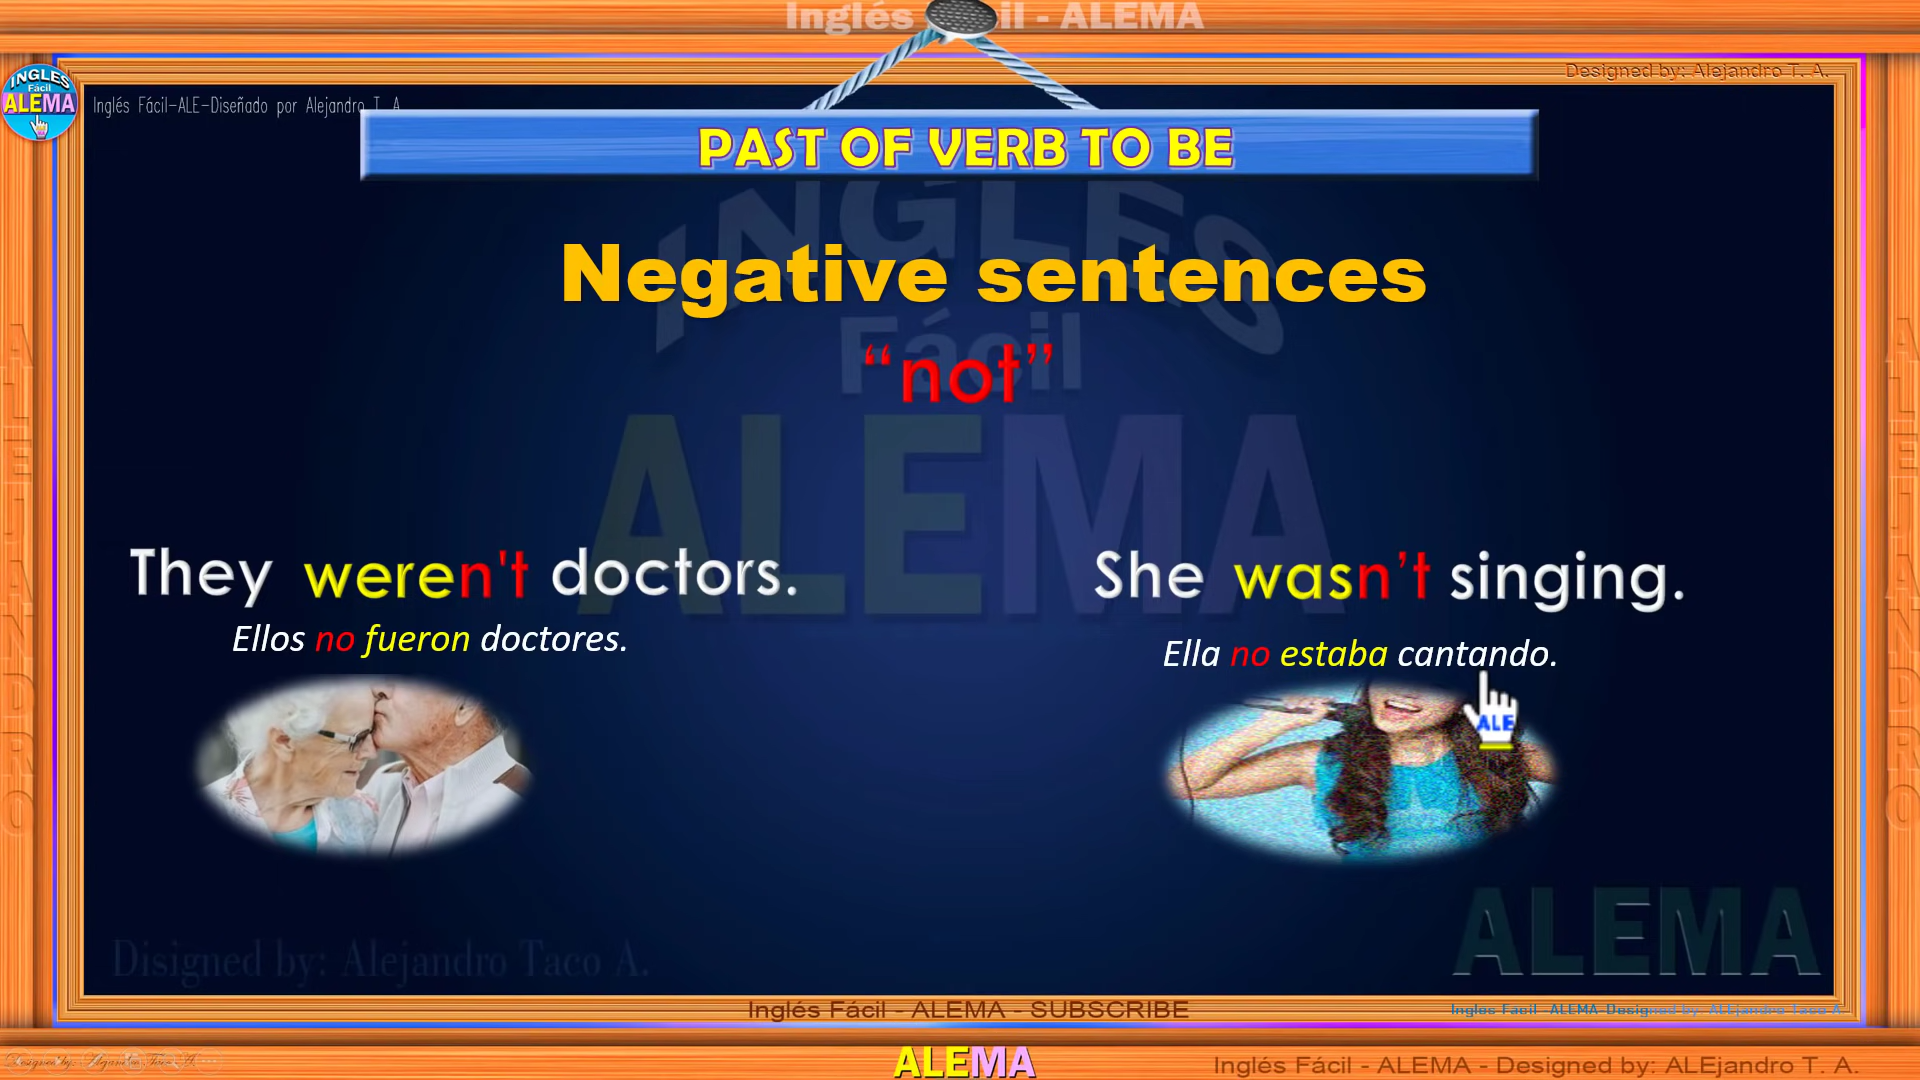 Inglés Fácil - ALEMA
Designed by: Alejandro T. A.
INGLES
Fácil
ALEMA
Inglés Fácil-ALE-Diseñado por Alejandro T A
PAST OF VERB TO BE
INGLES
Fácil
ALEMA
Negative sentences
“not”
They weren't doctors.
She wasn’t singing.
Ellos no fueron doctores.
Ella no estaba cantando.
ALE
ALEMA
Disigned by: Alejandro Taco A.
Inglés Fácil - ALEMA - SUBSCRIBE
Ingles Facil -ALEMA-Designed by: ALEjandro Taco A.
ALEMA
Inglés Fácil - ALEMA - Designed by: ALEjandro T. A.